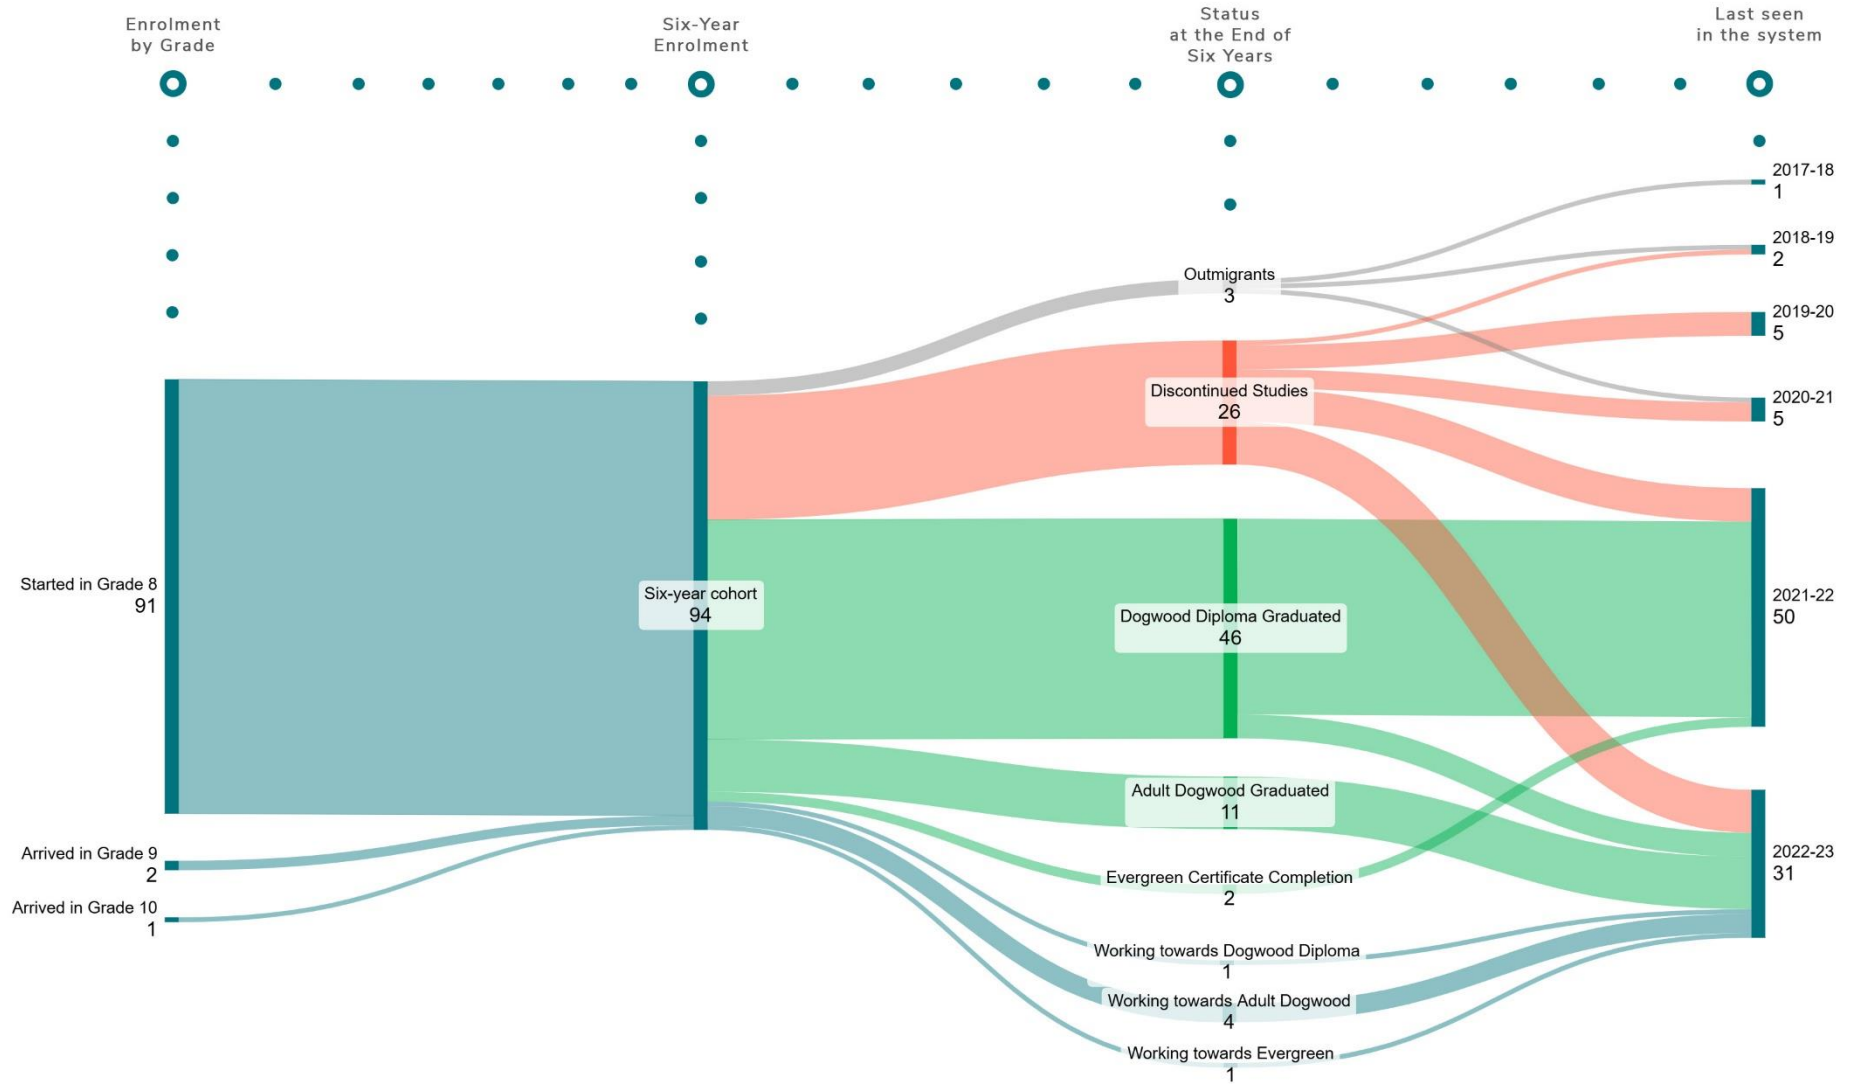 Enrolment
by Grade
Six-Year
Enrolment
Status
at the End of
Six Years
Last seen
in the system
Started in Grade 8
91
Arrived in Grade 9
2
Arrived in Grade 10
1
Six-year cohort
94
Outmigrants
3
Discontinued Studies
26
Dogwood Diploma Graduated
46
Adult Dogwood Graduated
11
Evergreen Certificate Completion
2
Working towards Dogwood Diploma
1
Working towards Adult Dogwood
4
Working towards Evergreen
1
2017-18
1
2018-19
2
2019-20
5
2020-21
5
2021-22
50
2022-23
31